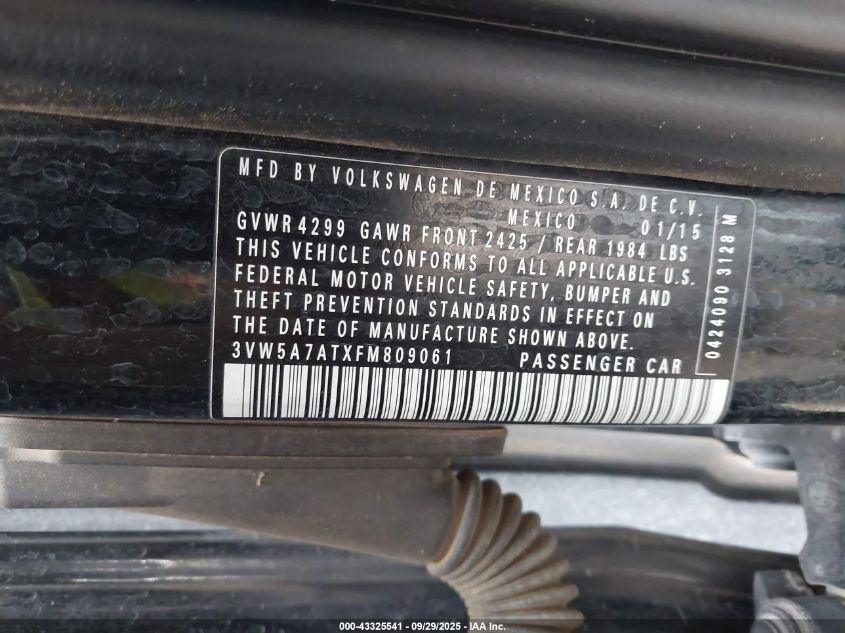 MFD BY VOLKSWAGEN DE MEXICO S.A. DE C.V.
MEXICO 01/15
GVWR 4299 GAWR FRONT 2425 / REAR 1984 LBS
THIS VEHICLE CONFORMS TO ALL APPLICABLE U.S.
FEDERAL MOTOR VEHICLE SAFETY, BUMPER AND
THEFT PREVENTION STANDARDS IN EFFECT ON
THE DATE OF MANUFACTURE SHOWN ABOVE.
3VW5A7ATXFM809061 PASSENGER CAR
0424090 3128 M
000-43325541 - 09/29/2025 - IAA Inc.